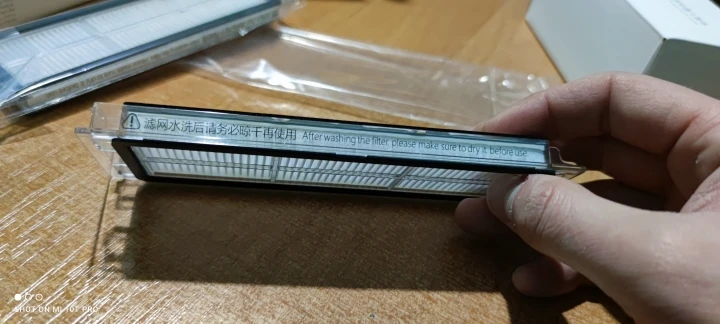 滤网水洗后请务必晾干再使用 After washing the filter, please make sure to dry it before use
SHOT ON MI 10T PRO